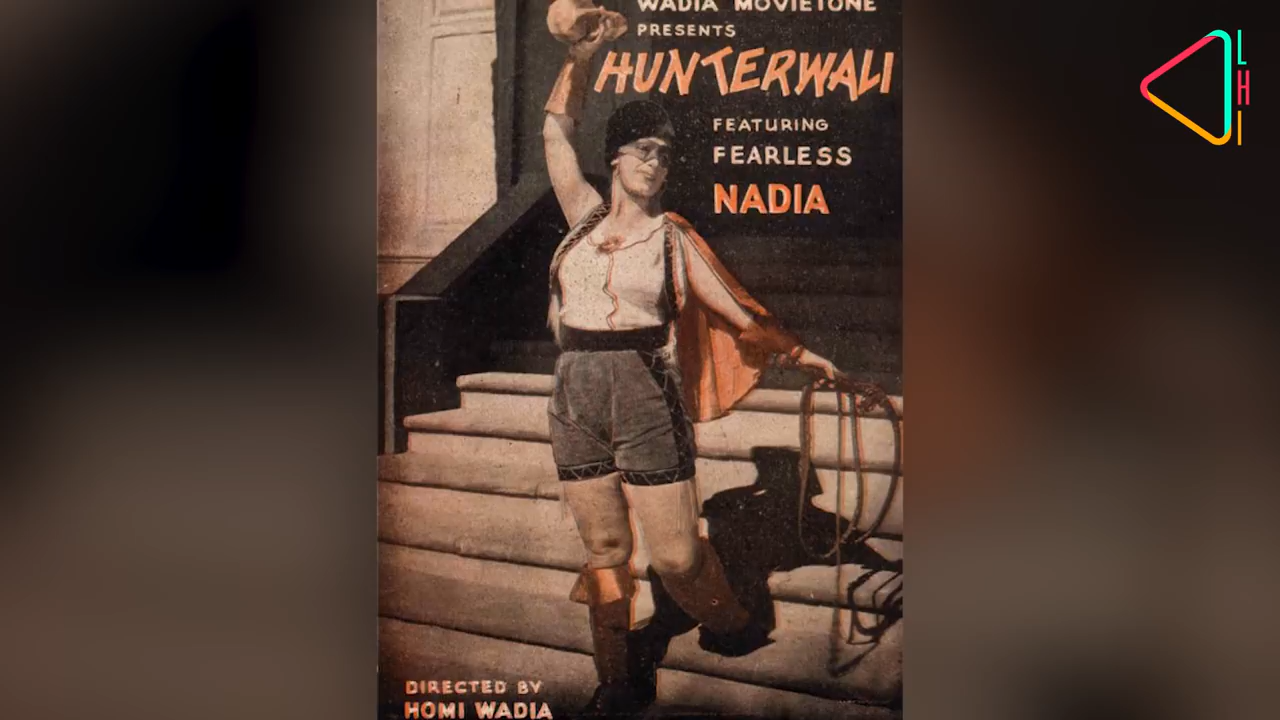 WADIA MOVIETONE
PRESENTS
HUNTERWALI
FEATURING
FEARLESS
NADIA
DIRECTED BY
HOMI WADIA
LHI